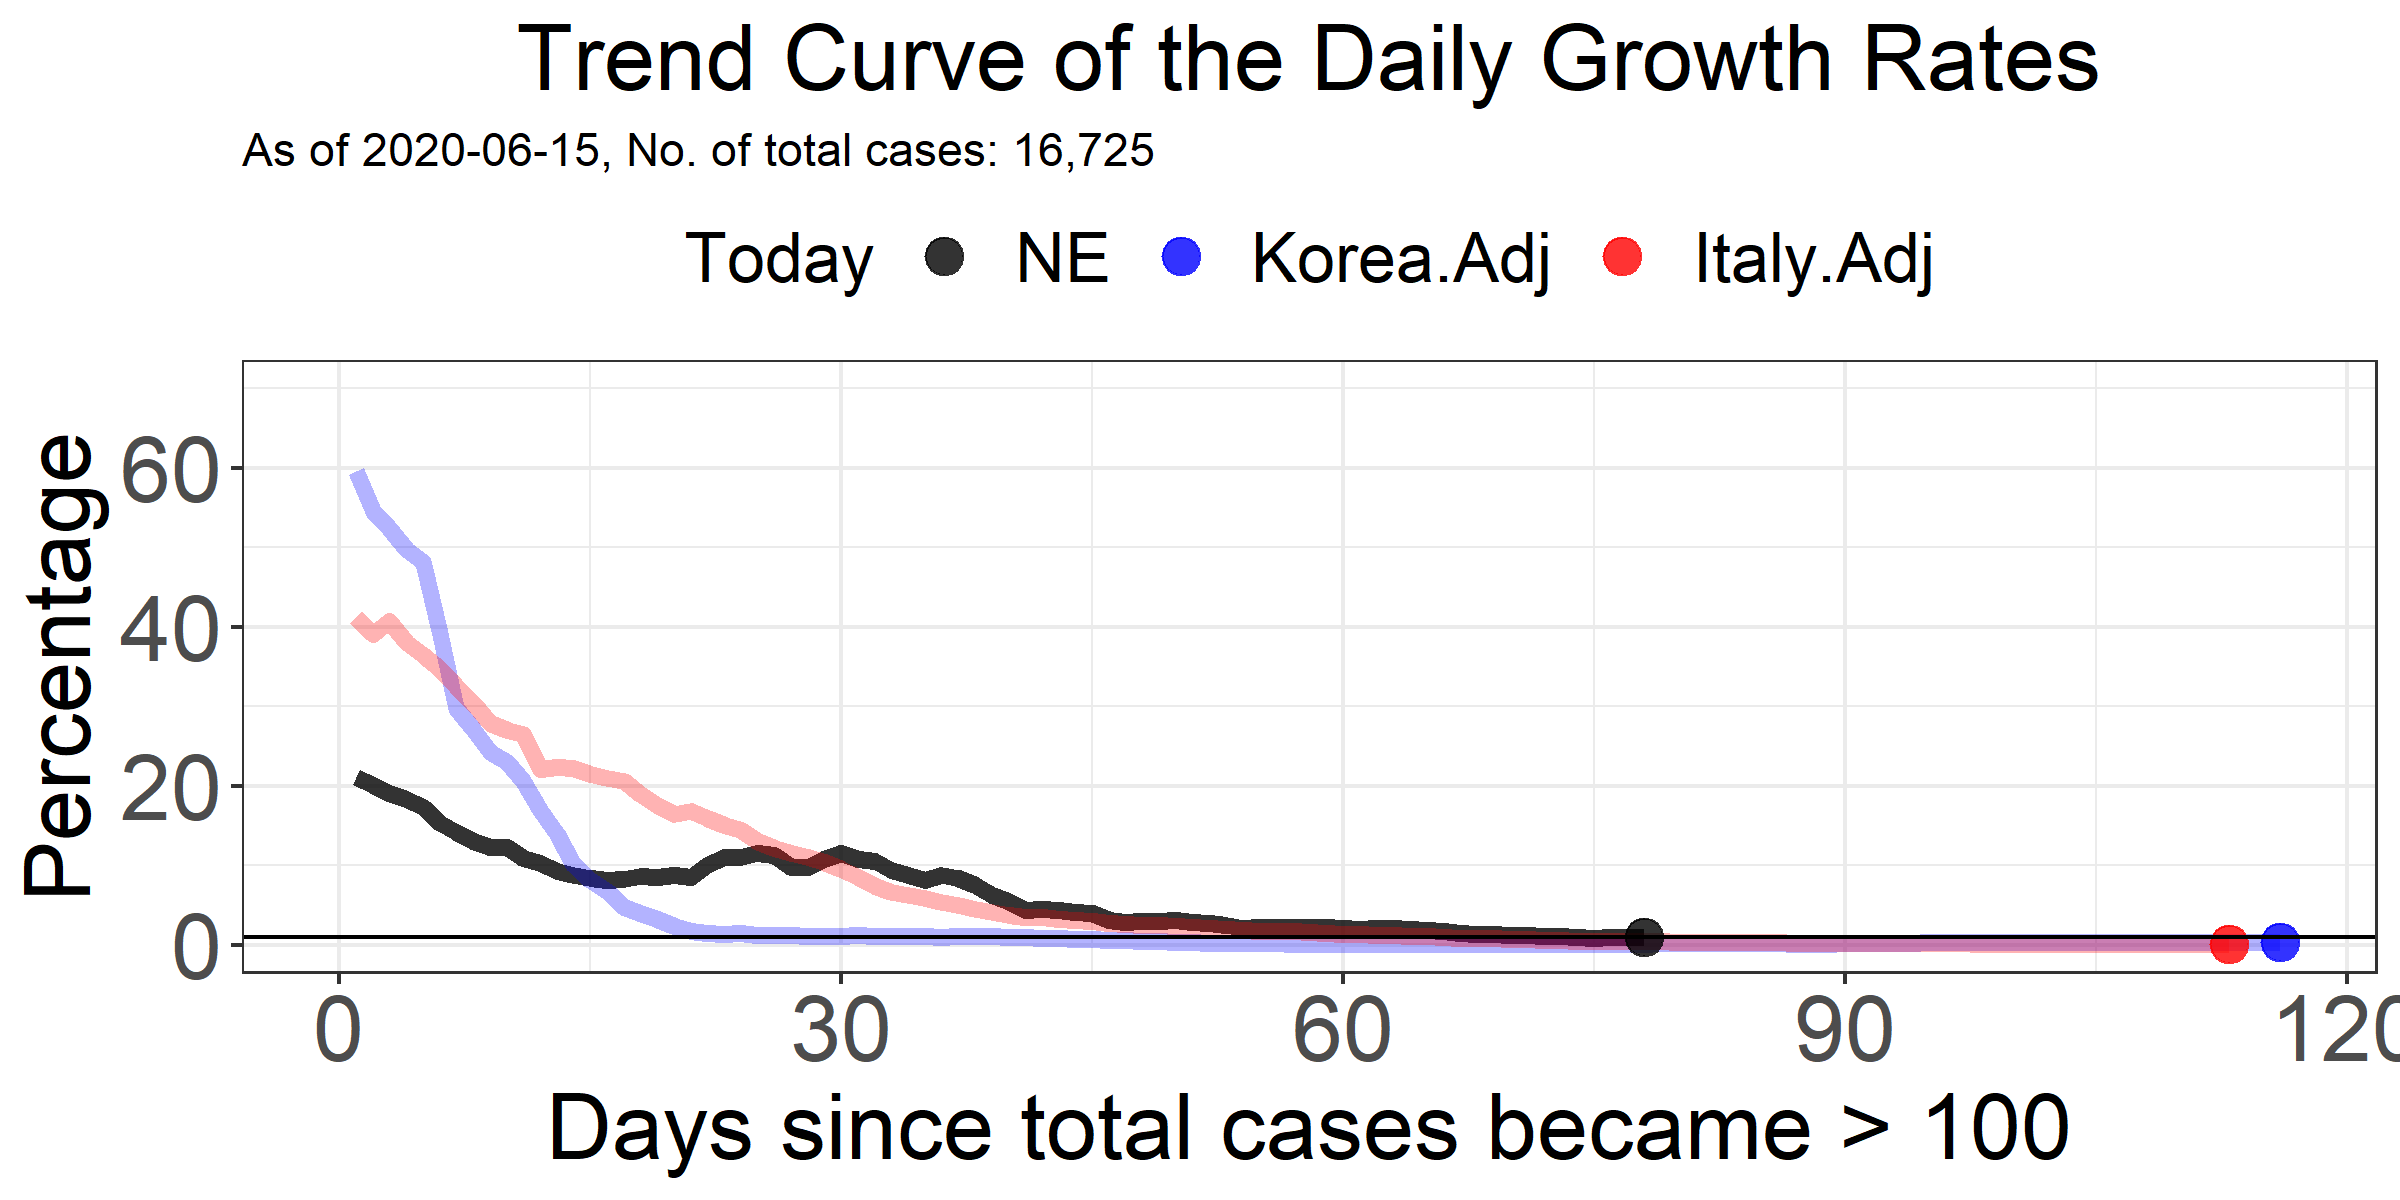 Trend Curve of the Daily Growth Rates
As of 2020-06-15, No. of total cases: 16,725
Today NE Korea.Adj Italy.Adj
Percentage
60
40
20
0
0 30 60 90 120
Days since total cases became > 100